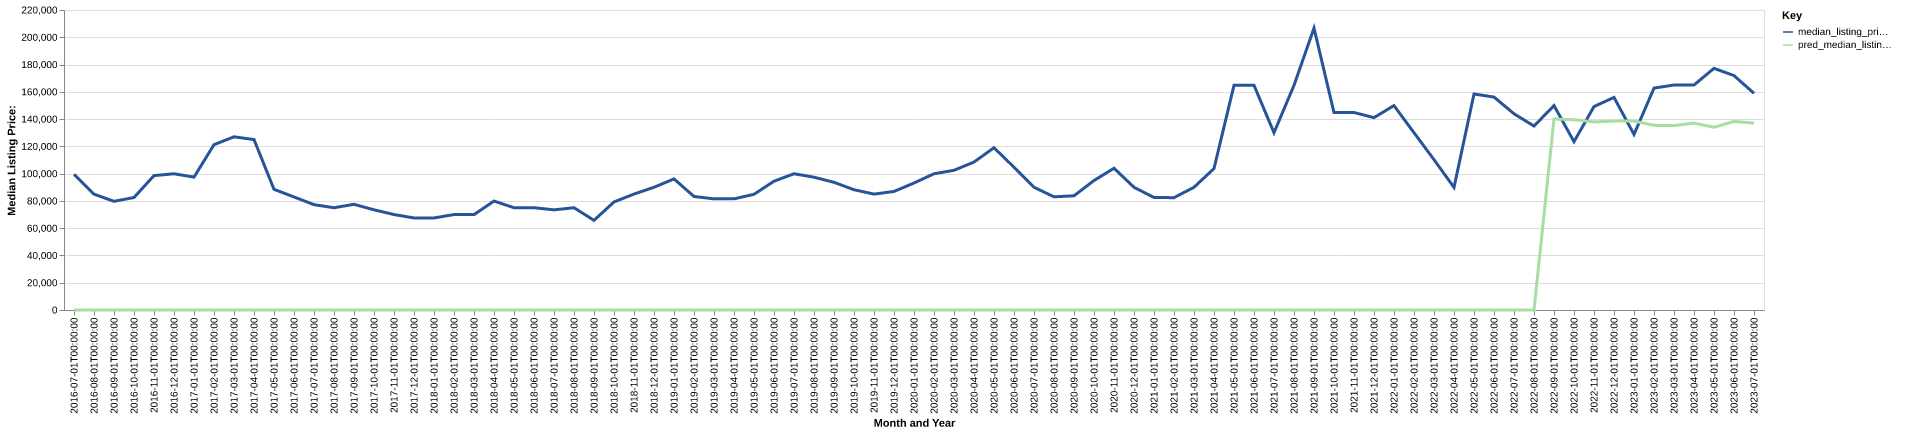 220,000
200,000
180,000
160,000
140,000
120,000
100,000
80,000
60,000
40,000
20,000
0
Median Listing Price:
2016-07-01T00:00:00
2016-08-01T00:00:00
2016-09-01T00:00:00
2016-10-01T00:00:00
2016-11-01T00:00:00
2016-12-01T00:00:00
2017-01-01T00:00:00
2017-02-01T00:00:00
2017-03-01T00:00:00
2017-04-01T00:00:00
2017-05-01T00:00:00
2017-06-01T00:00:00
2017-07-01T00:00:00
2017-08-01T00:00:00
2017-09-01T00:00:00
2017-10-01T00:00:00
2017-11-01T00:00:00
2017-12-01T00:00:00
2018-01-01T00:00:00
2018-02-01T00:00:00
2018-03-01T00:00:00
2018-04-01T00:00:00
2018-05-01T00:00:00
2018-06-01T00:00:00
2018-07-01T00:00:00
2018-08-01T00:00:00
2018-09-01T00:00:00
2018-10-01T00:00:00
2018-11-01T00:00:00
2018-12-01T00:00:00
2019-01-01T00:00:00
2019-02-01T00:00:00
2019-03-01T00:00:00
2019-04-01T00:00:00
2019-05-01T00:00:00
2019-06-01T00:00:00
2019-07-01T00:00:00
2019-08-01T00:00:00
2019-09-01T00:00:00
2019-10-01T00:00:00
2019-11-01T00:00:00
2019-12-01T00:00:00
2020-01-01T00:00:00
2020-02-01T00:00:00
2020-03-01T00:00:00
2020-04-01T00:00:00
2020-05-01T00:00:00
2020-06-01T00:00:00
2020-07-01T00:00:00
2020-08-01T00:00:00
2020-09-01T00:00:00
2020-10-01T00:00:00
2020-11-01T00:00:00
2020-12-01T00:00:00
2021-01-01T00:00:00
2021-02-01T00:00:00
2021-03-01T00:00:00
2021-04-01T00:00:00
2021-05-01T00:00:00
2021-06-01T00:00:00
2021-07-01T00:00:00
2021-08-01T00:00:00
2021-09-01T00:00:00
2021-10-01T00:00:00
2021-11-01T00:00:00
2021-12-01T00:00:00
2022-01-01T00:00:00
2022-02-01T00:00:00
2022-03-01T00:00:00
2022-04-01T00:00:00
2022-05-01T00:00:00
2022-06-01T00:00:00
2022-07-01T00:00:00
2022-08-01T00:00:00
2022-09-01T00:00:00
2022-10-01T00:00:00
2022-11-01T00:00:00
2022-12-01T00:00:00
2023-01-01T00:00:00
2023-02-01T00:00:00
2023-03-01T00:00:00
2023-04-01T00:00:00
2023-05-01T00:00:00
2023-06-01T00:00:00
2023-07-01T00:00:00
Month and Year
Key
median_listing_pri…
pred_median_listin…